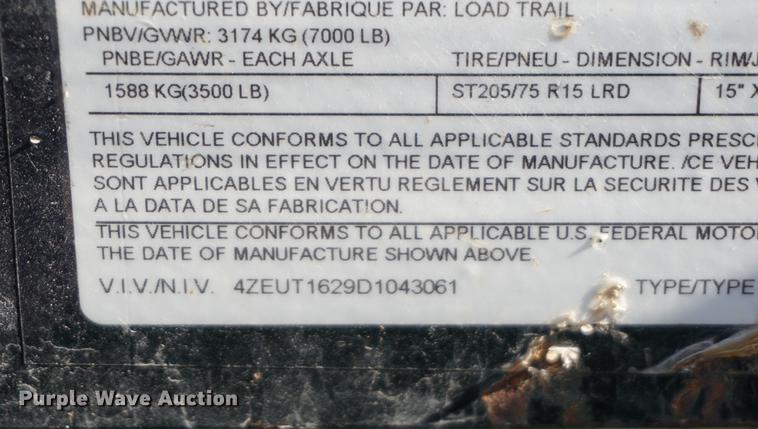 MANUFACTURED BY/FABRIQUE PAR: LOAD TRAIL
PNBV/GVWR: 3174 KG (7000 LB)
PNBE/GAWR - EACH AXLE TIRE/PNEU - DIMENSION - RIM/J
1588 KG(3500 LB) ST205/75 R15 LRD 15" X
THIS VEHICLE CONFORMS TO ALL APPLICABLE STANDARDS PRESC
REGULATIONS IN EFFECT ON THE DATE OF MANUFACTURE. /CE VEH
SONT APPLICABLES EN VERTU REGLEMENT SUR LA SECURITE DES V
A LA DATA DE SA FABRICATION.
THIS VEHICLE CONFORMS TO ALL APPLICABLE U.S. FEDERAL MOTO
THE DATE OF MANUFACTURE SHOWN ABOVE.
V.I.V./N.I.V. 4ZEUT1629D1043061 TYPE/TYPE
Purple Wave Auction